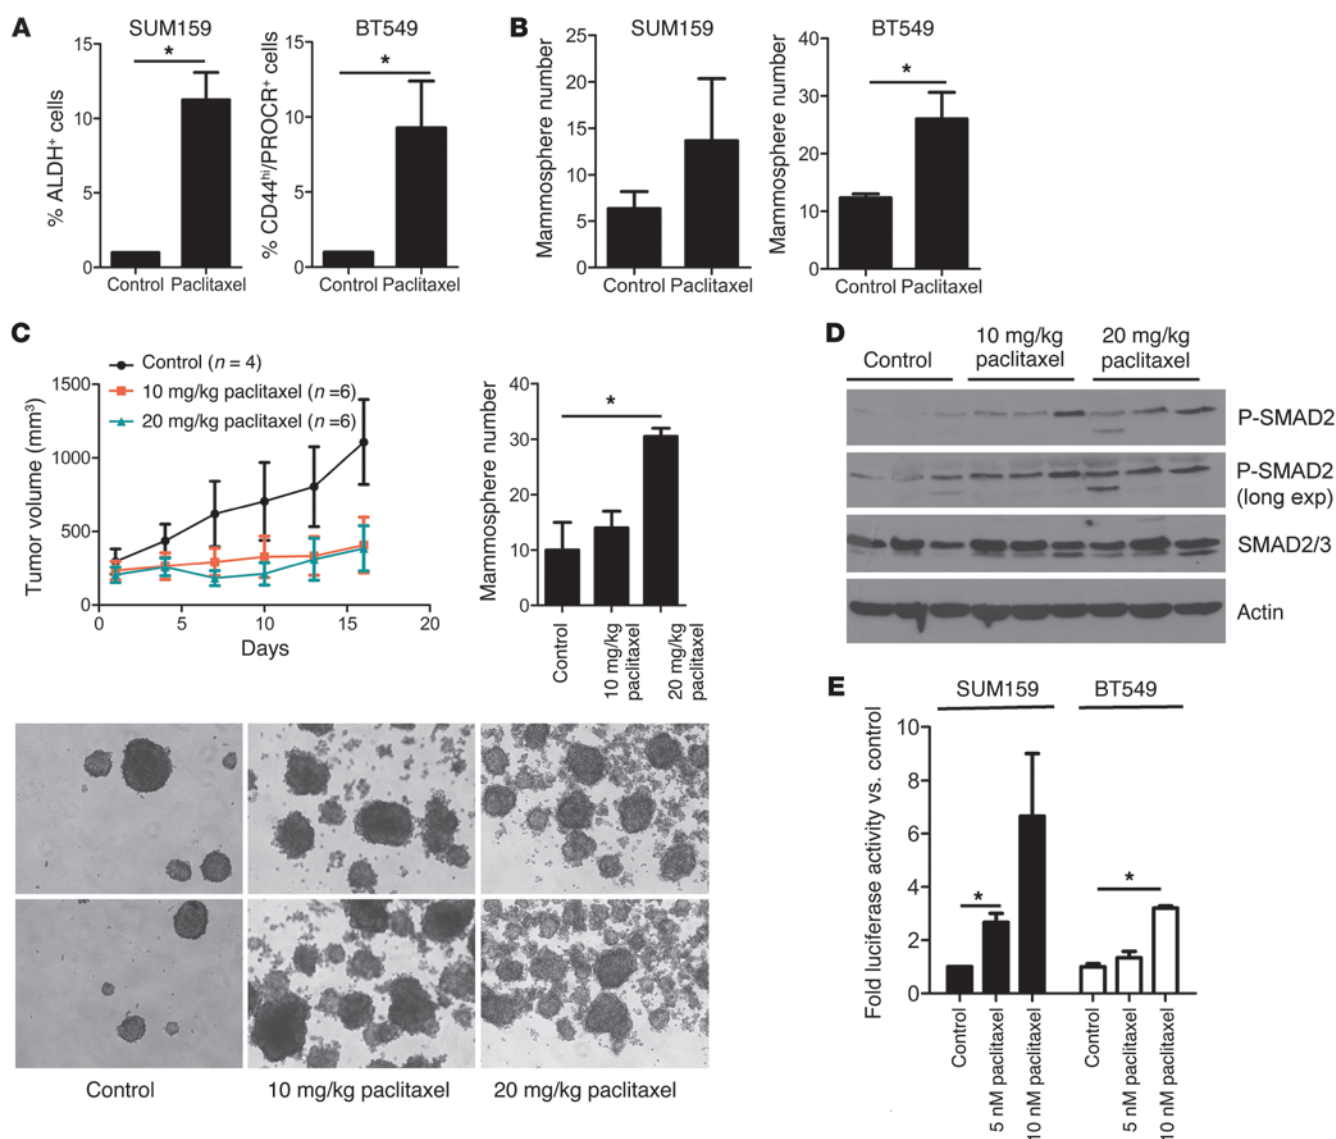 A
SUM159
% ALDH+ cells
15
10
5
0
*
Control Paclitaxel
BT549
% CD44hi/PROCR+ cells
15
10
5
0
*
Control Paclitaxel
B
SUM159
Mammosphere number
25
20
15
10
5
0
Control Paclitaxel
BT549
Mammosphere number
40
30
20
10
0
*
Control Paclitaxel
C
Control (n = 4)
10 mg/kg paclitaxel (n =6)
20 mg/kg paclitaxel (n =6)
Tumor volume (mm3)
1500
1000
500
0
0 5 10 15 20
Days
Mammosphere number
40
30
20
10
0
*
Control
10 mg/kg
paclitaxel
20 mg/kg
paclitaxel
Control
10 mg/kg paclitaxel
20 mg/kg paclitaxel
D
Control
10 mg/kg
paclitaxel
20 mg/kg
paclitaxel
P-SMAD2
P-SMAD2
(long exp)
SMAD2/3
Actin
E
SUM159
BT549
Fold luciferase activity vs. control
10
8
6
4
2
0
*
*
Control
5 nM paclitaxel
10 nM paclitaxel
Control
5 nM paclitaxel
10 nM paclitaxel